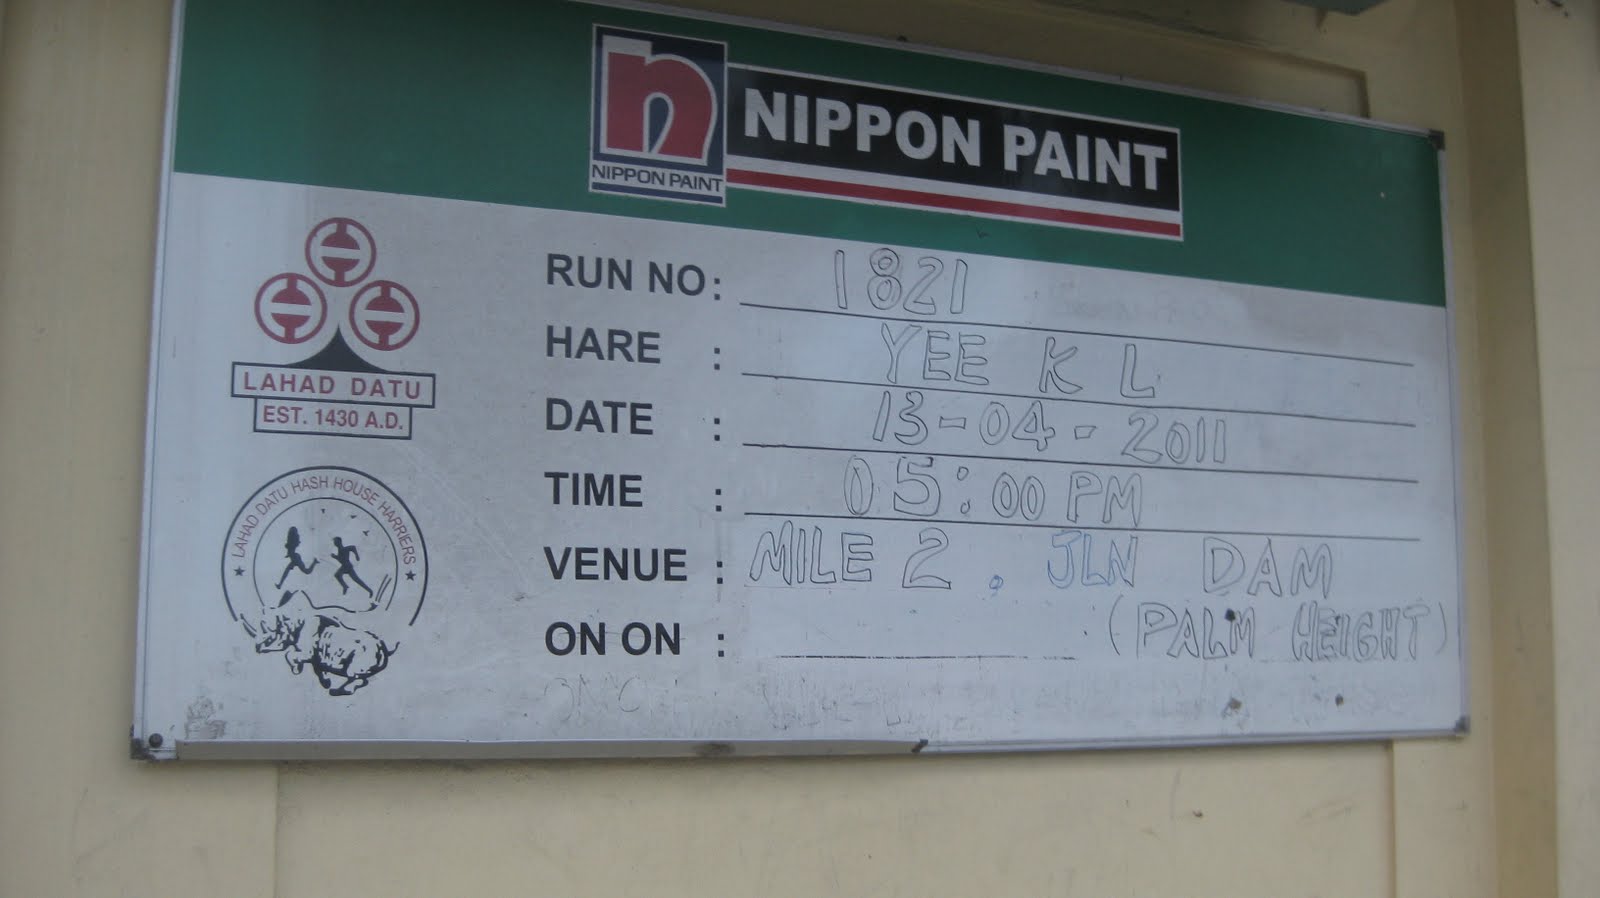 NIPPON PAINT
NIPPON PAINT
LAHAD DATU
EST. 1430 A.D.
LAHAD DATU HASH HOUSE HARRIERS
RUN NO: 1821
HARE : YEE K L
DATE : 13-04-2011
TIME : 05:00 PM
VENUE : MILE 2. JLN DAM
(PALM HEIGHT)
ON ON :